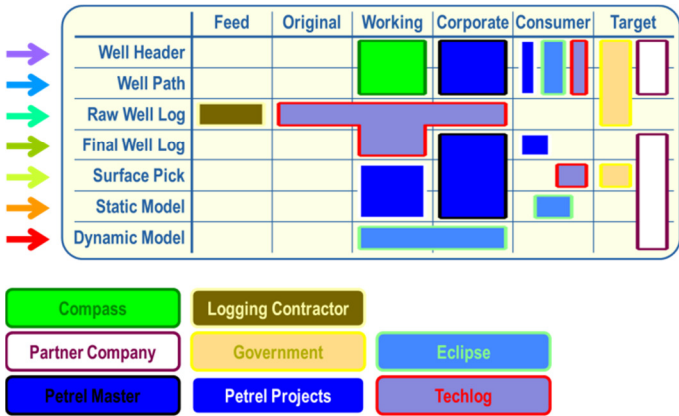 Feed Original Working Corporate Consumer Target
Well Header
Well Path
Raw Well Log
Final Well Log
Surface Pick
Static Model
Dynamic Model
Compass Logging Contractor
Partner Company Government Eclipse
Petrel Master Petrel Projects Techlog